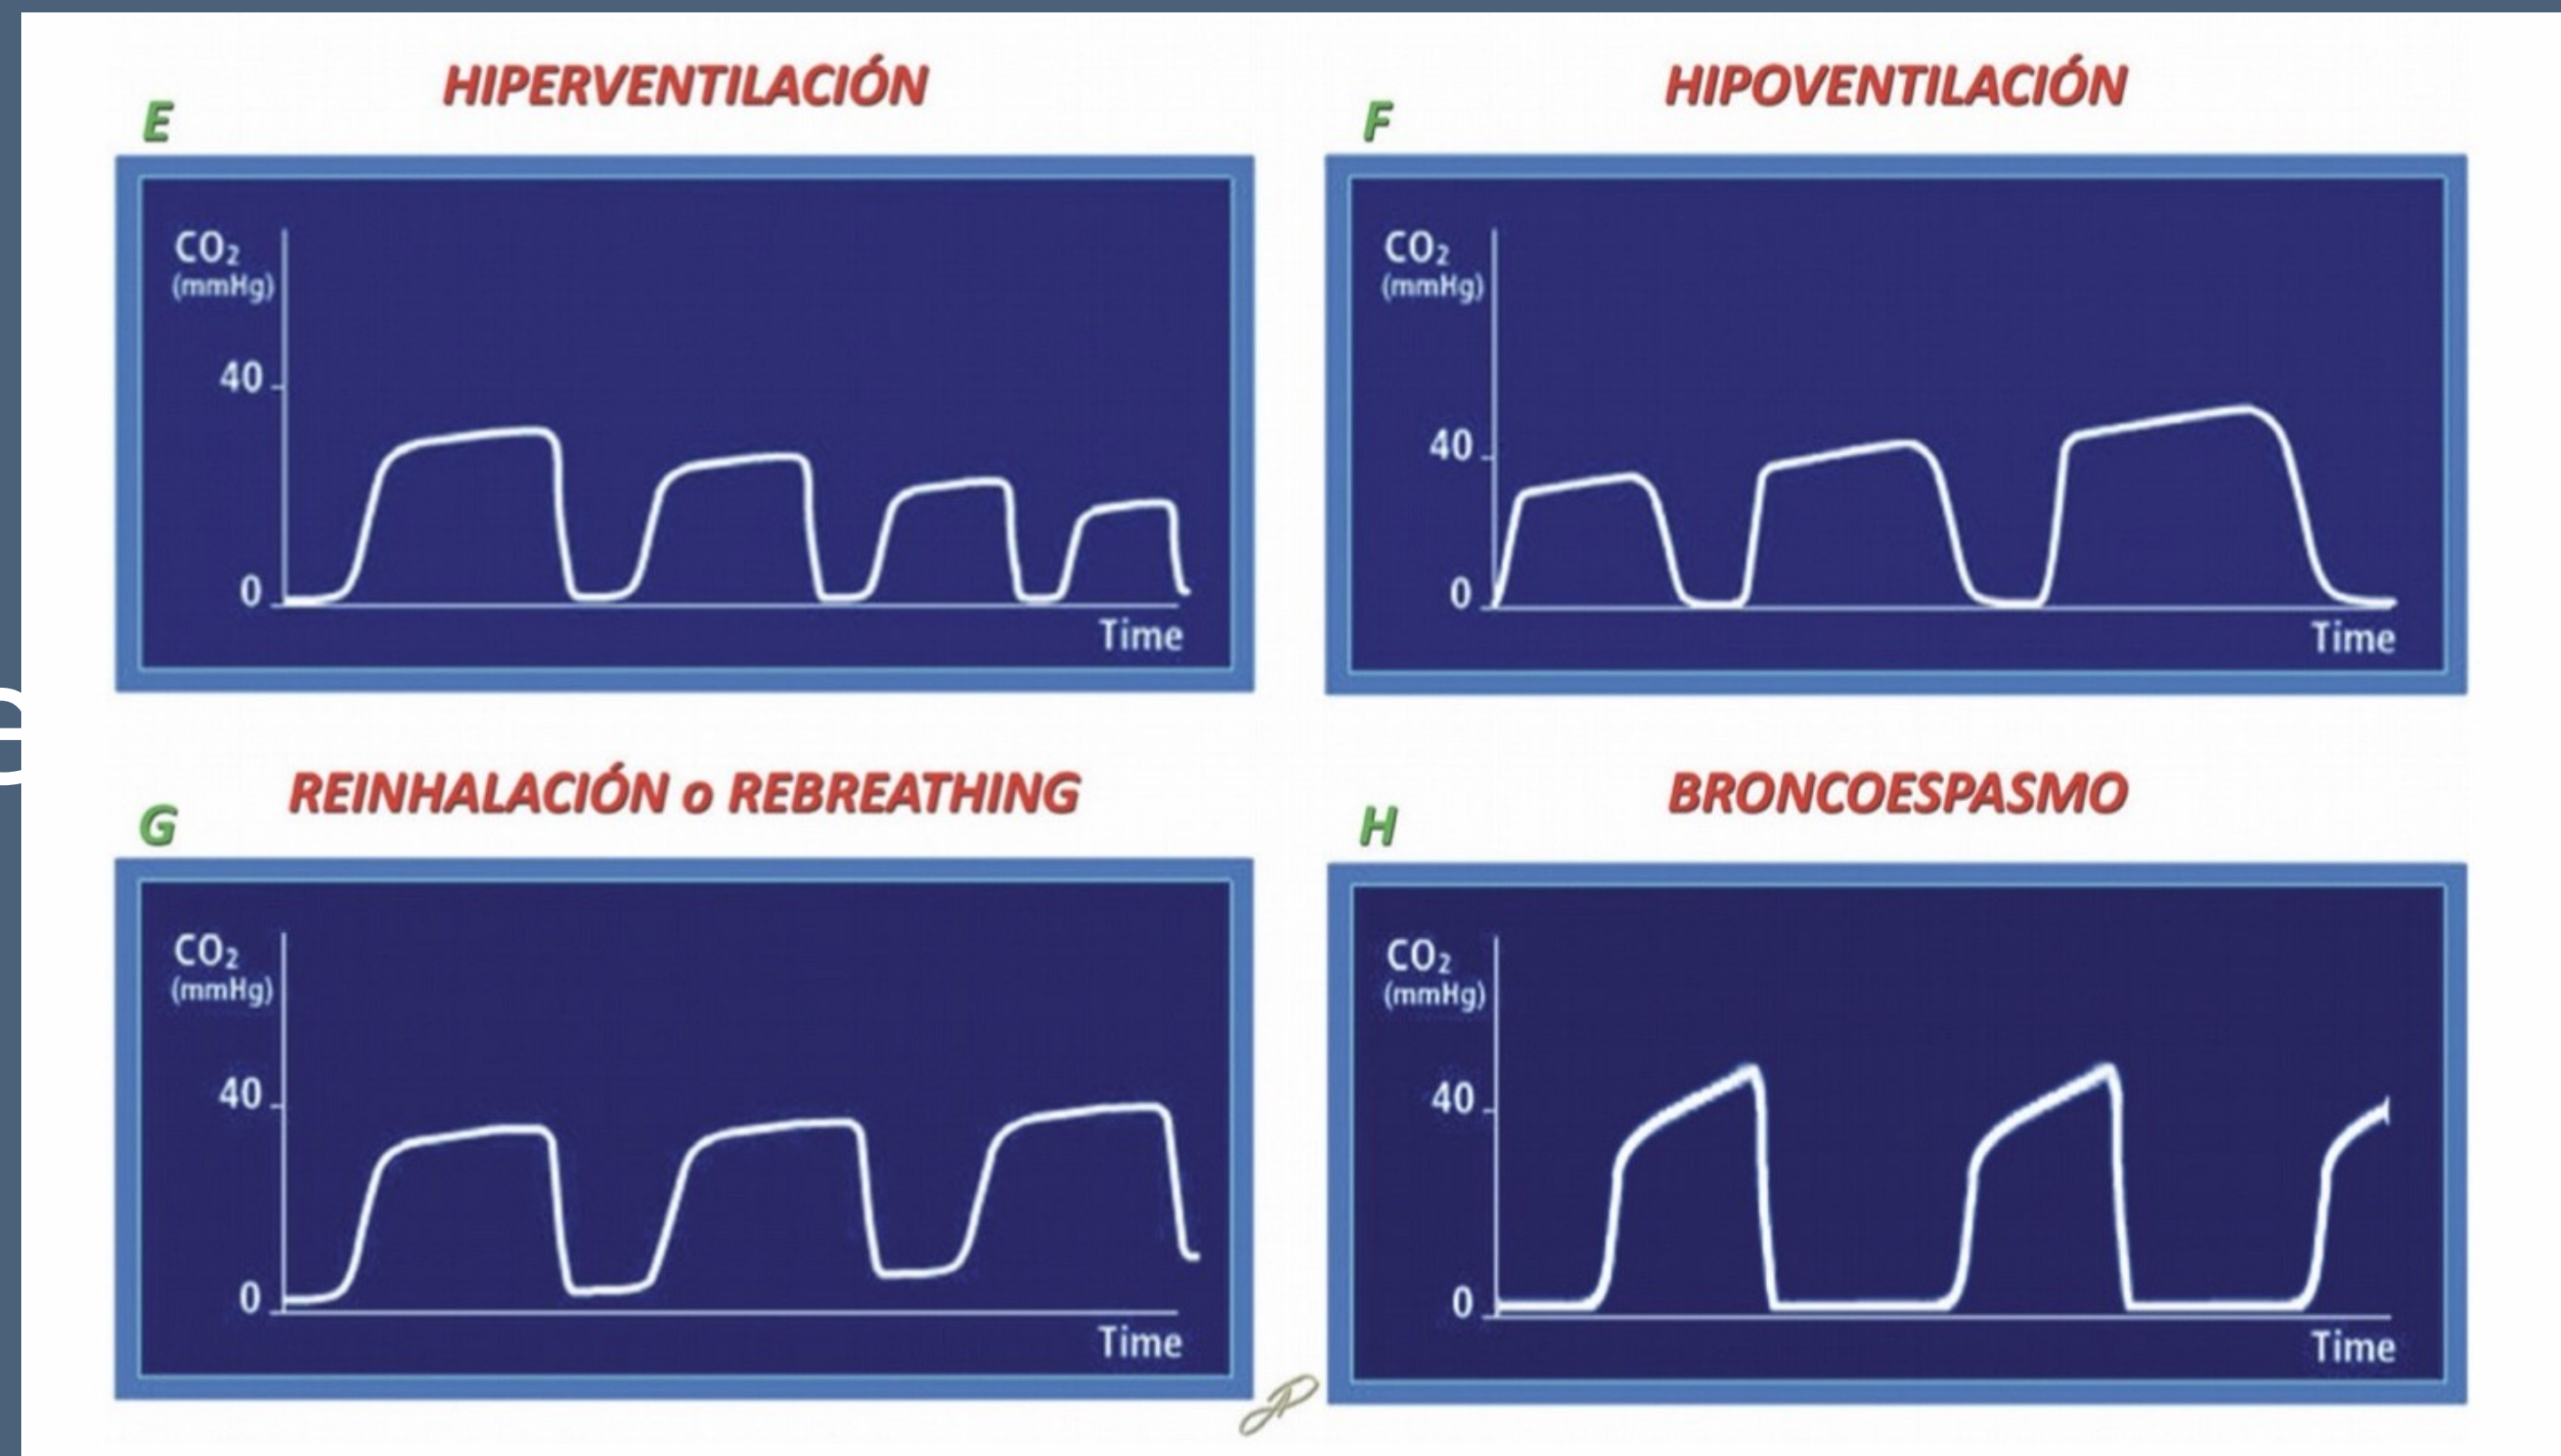 HIPERVENTILACIÓN
E
CO₂
(mmHg)
40
0
Time
HIPOVENTILACIÓN
F
CO₂
(mmHg)
40
0
Time
REINHALACIÓN o REBREATHING
G
CO₂
(mmHg)
40
0
Time
BRONCOESPASMO
H
CO₂
(mmHg)
40
0
Time
e